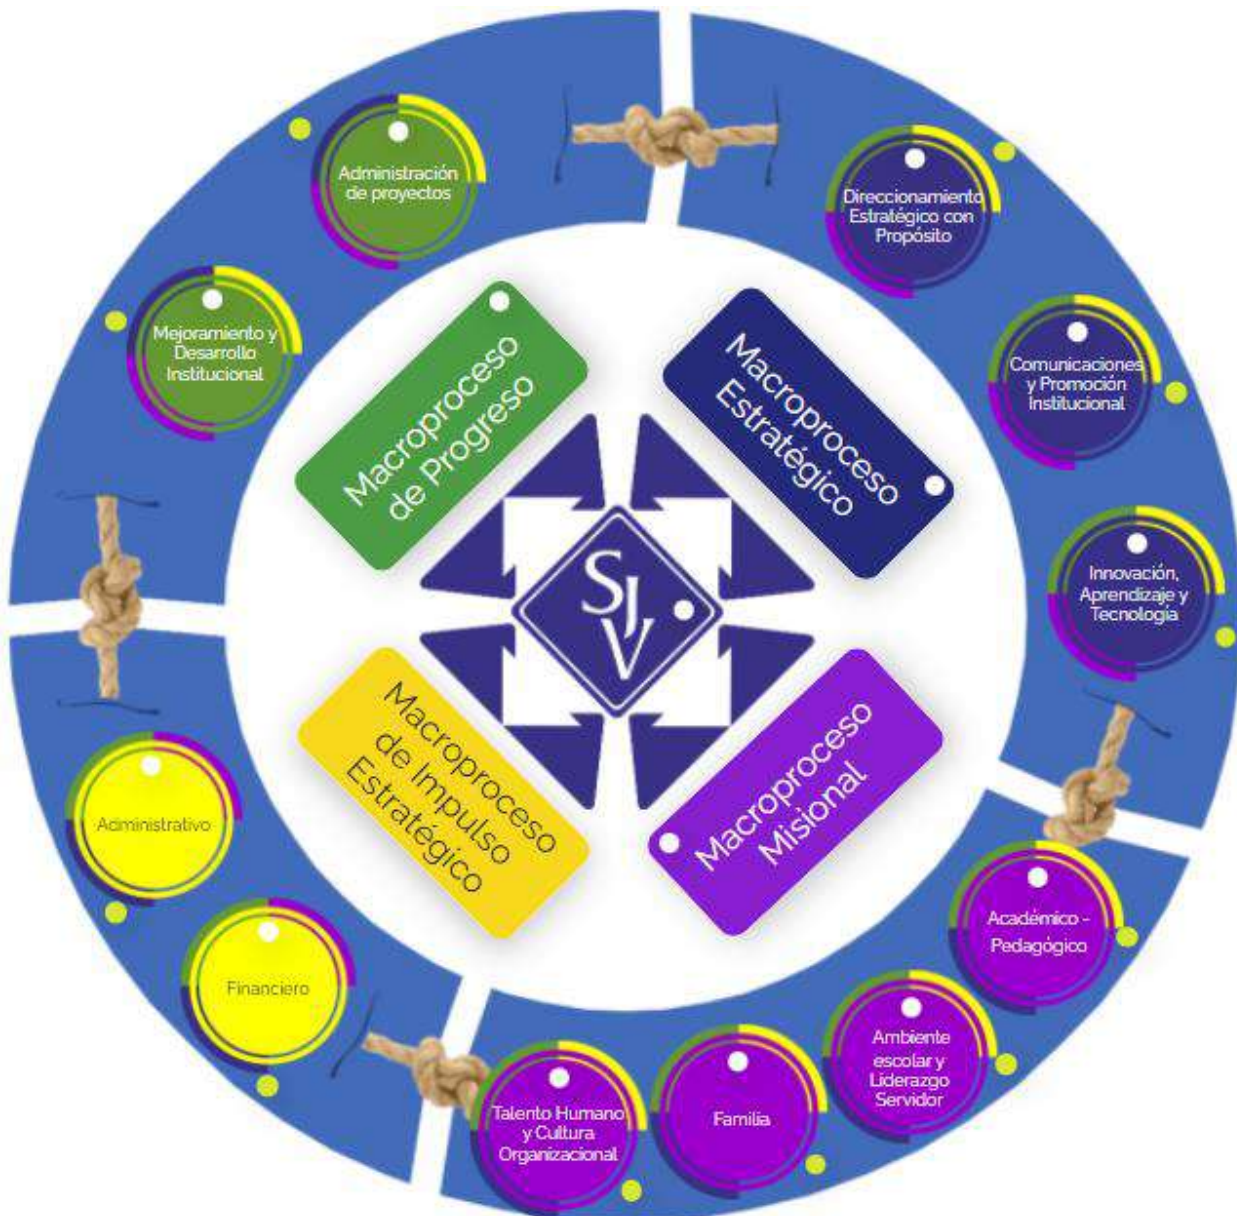 Administración
de proyectos
Mejoramiento y
Desarrollo
Institucional
Direccionamiento
Estratégico con
Propósito
Comunicaciones
y Promoción
Institucional
Innovación,
Aprendizaje y
Tecnología
Macroproceso
de Progreso
Macroproceso
Estratégico
SJV
Macroproceso
de Impulso
Estratégico
Macroproceso
Misional
Administrativo
Financiero
Académico -
Pedagógico
Ambiente
escolar y
Liderazgo
Servidor
Familia
Talento Humano
y Cultura
Organizacional